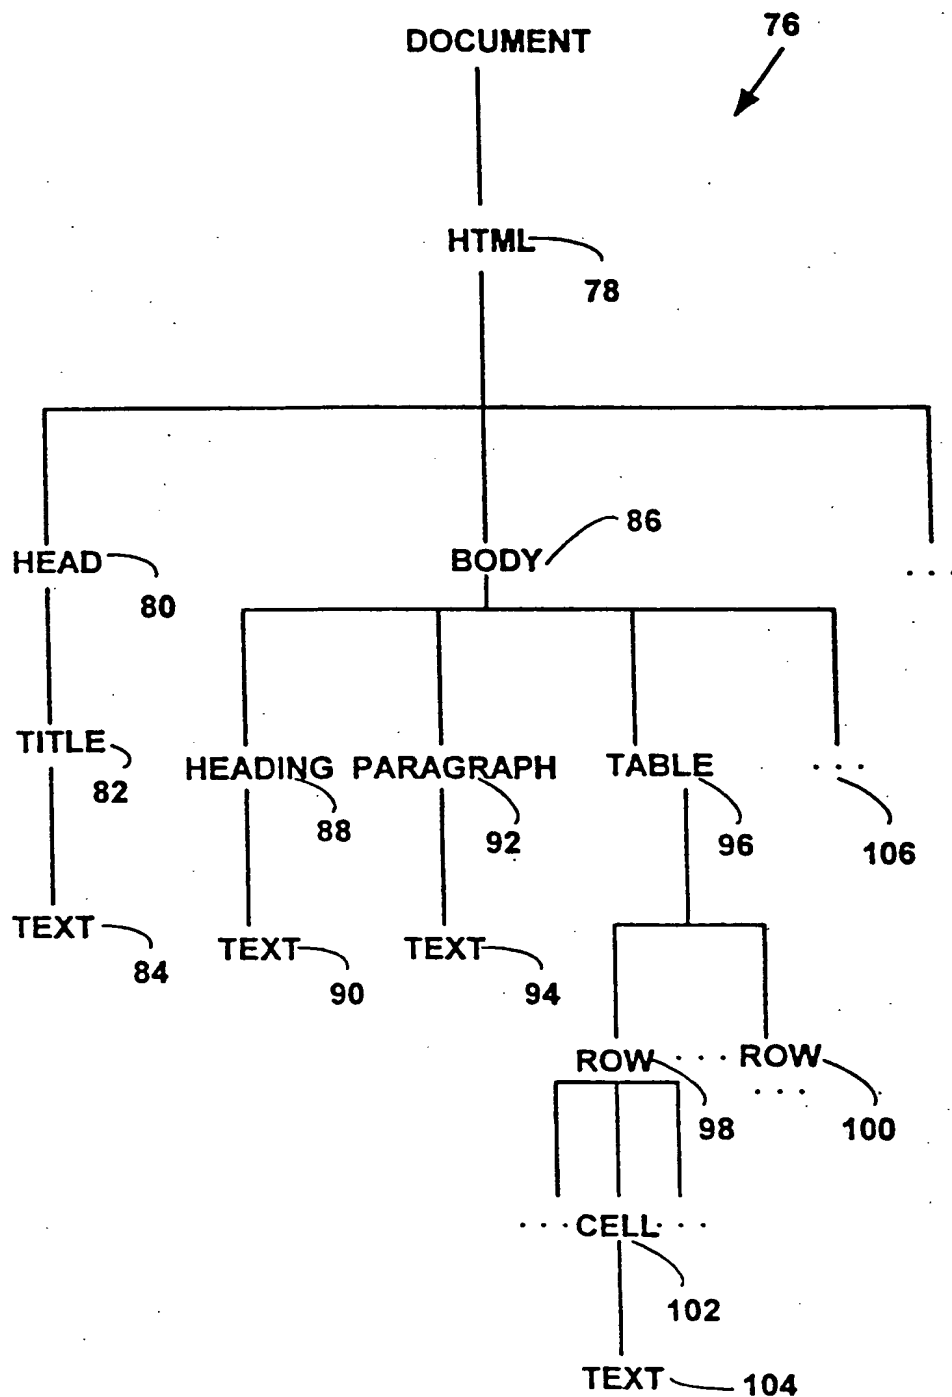 76
DOCUMENT
HTML
78
86
HEAD
BODY
. . .
80
TITLE
82
HEADING PARAGRAPH TABLE . . .
88 92 96 106
TEXT
84
TEXT TEXT
90 94
ROW . . . ROW
. . .
98 100
. . . CELL . . .
102
TEXT 104